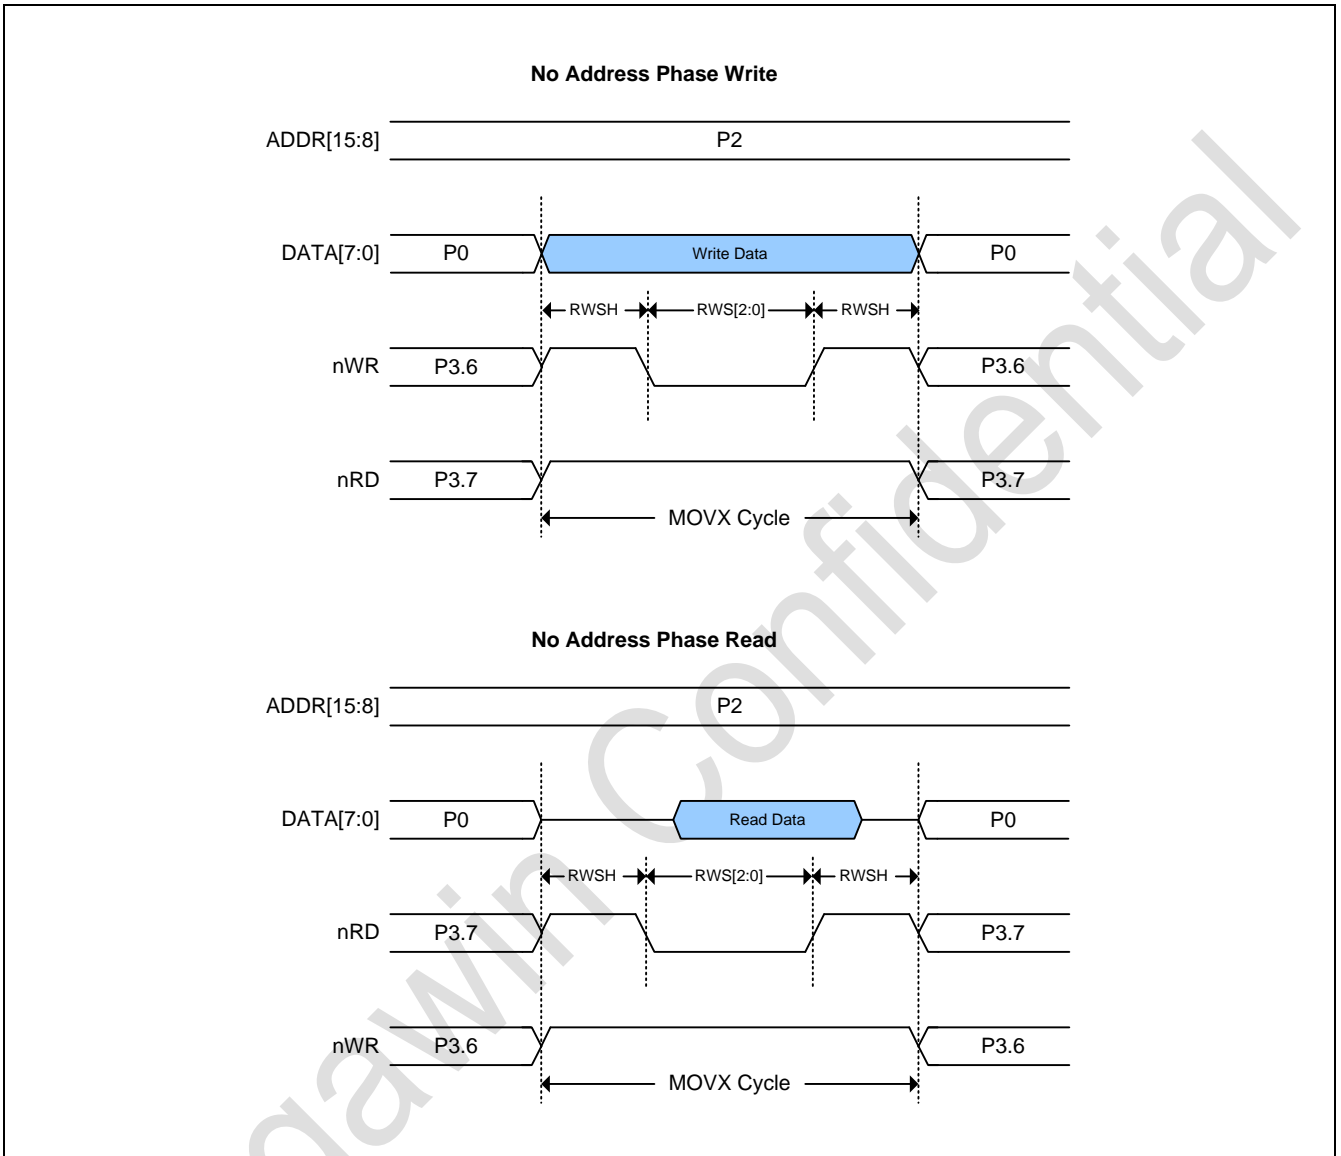 No Address Phase Write
ADDR[15:8] P2
DATA[7:0] P0 Write Data P0
RWSH RWS[2:0] RWSH
nWR P3.6 P3.6
nRD P3.7 P3.7
MOVX Cycle
No Address Phase Read
ADDR[15:8] P2
DATA[7:0] P0 Read Data P0
RWSH RWS[2:0] RWSH
nRD P3.7 P3.7
nWR P3.6 P3.6
MOVX Cycle
gawin Confidential